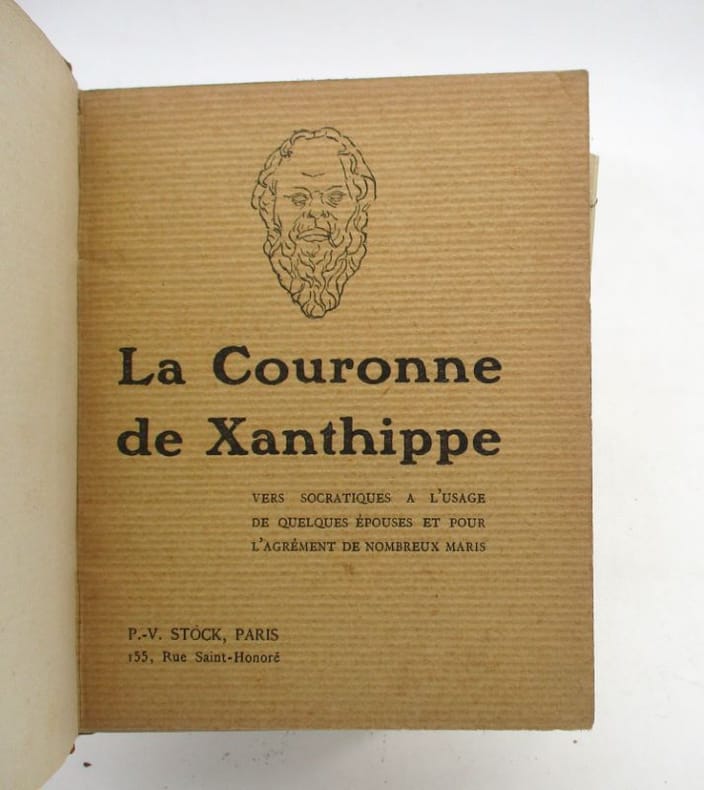 La Couronne
de Xanthippe
VERS SOCRATIQUES A L'USAGE
DE QUELQUES ÉPOUSES ET POUR
L'AGRÉMENT DE NOMBREUX MARIS
P.-V. STOCK, PARIS
155, Rue Saint-Honoré